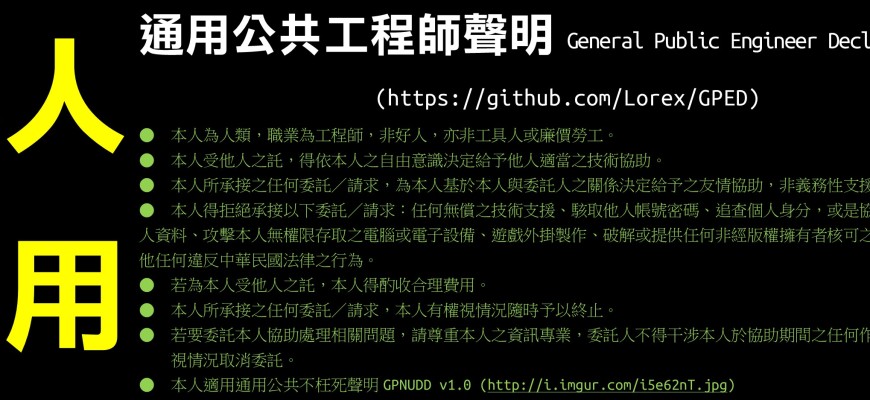 人用
通用公共工程師聲明 General Public Engineer Decl
(https://github.com/Lorex/GPED)
● 本人為人類，職業為工程師，非好人，亦非工具人或廉價勞工。
● 本人受他人之託，得依本人之自由意識決定給予他人適當之技術協助。
● 本人所承接之任何委託／請求，為本人基於本人與委託人之關係決定給予之友情協助，非義務性支援
● 本人得拒絕承接以下委託／請求：任何無償之技術支援、駭取他人帳號密碼、追查個人身分，或是協
人資料、攻擊本人無權限存取之電腦或電子設備、遊戲外掛製作、破解或提供任何非經版權擁有者核可之
他任何違反中華民國法律之行為。
● 若為本人受他人之託，本人得酌收合理費用。
● 本人所承接之任何委託／請求，本人有權視情況隨時予以終止。
● 若要委託本人協助處理相關問題，請尊重本人之資訊專業，委託人不得干涉本人於協助期間之任何作
視情況取消委託。
● 本人適用通用公共不枉死聲明 GPNUDD v1.0 (http://i.imgur.com/i5e62nT.jpg)